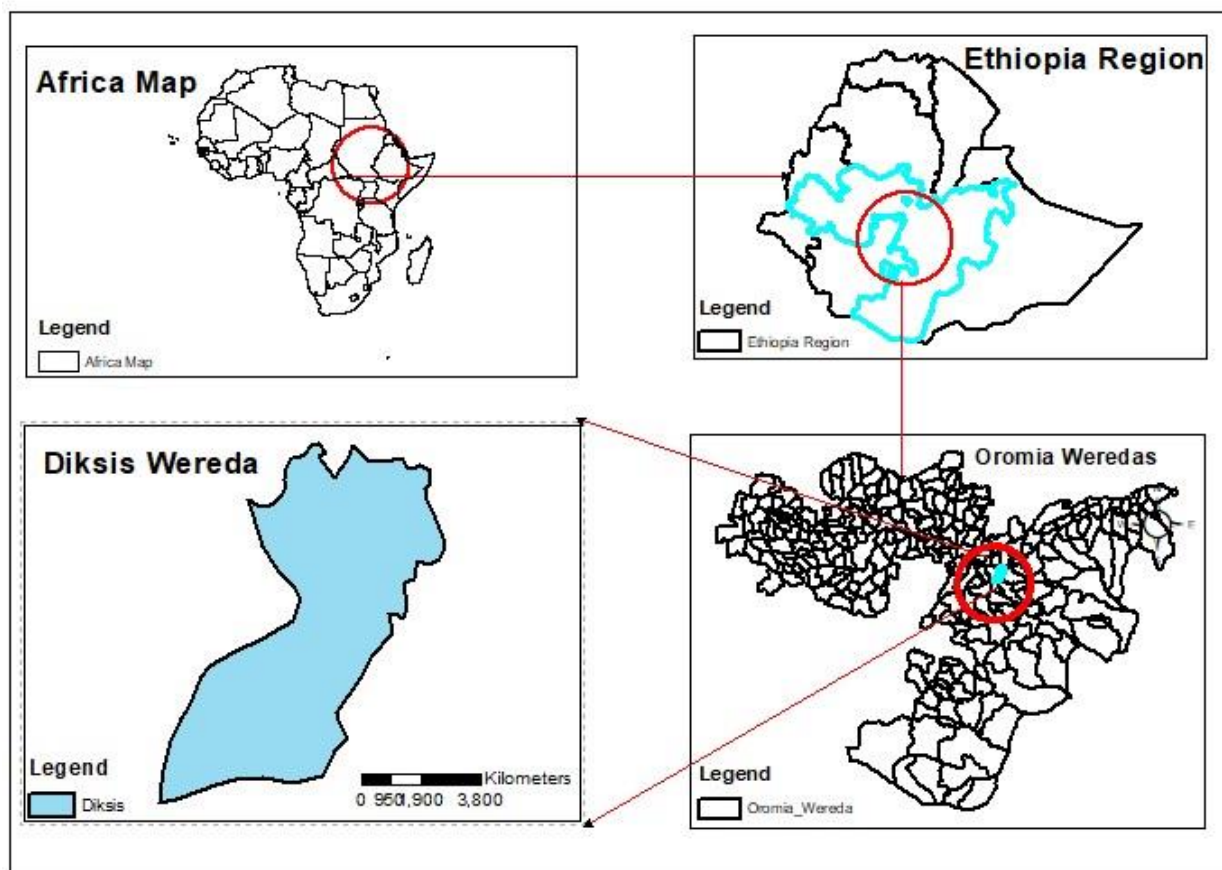 Africa Map
Legend
Africa Map
Ethiopia Region
Legend
Ethiopia Region
Diksis Wereda
Legend
Diksis
Kilometers
0 950 1,900 3,800
Oromia Weredas
E
Legend
Oromia_Wereda